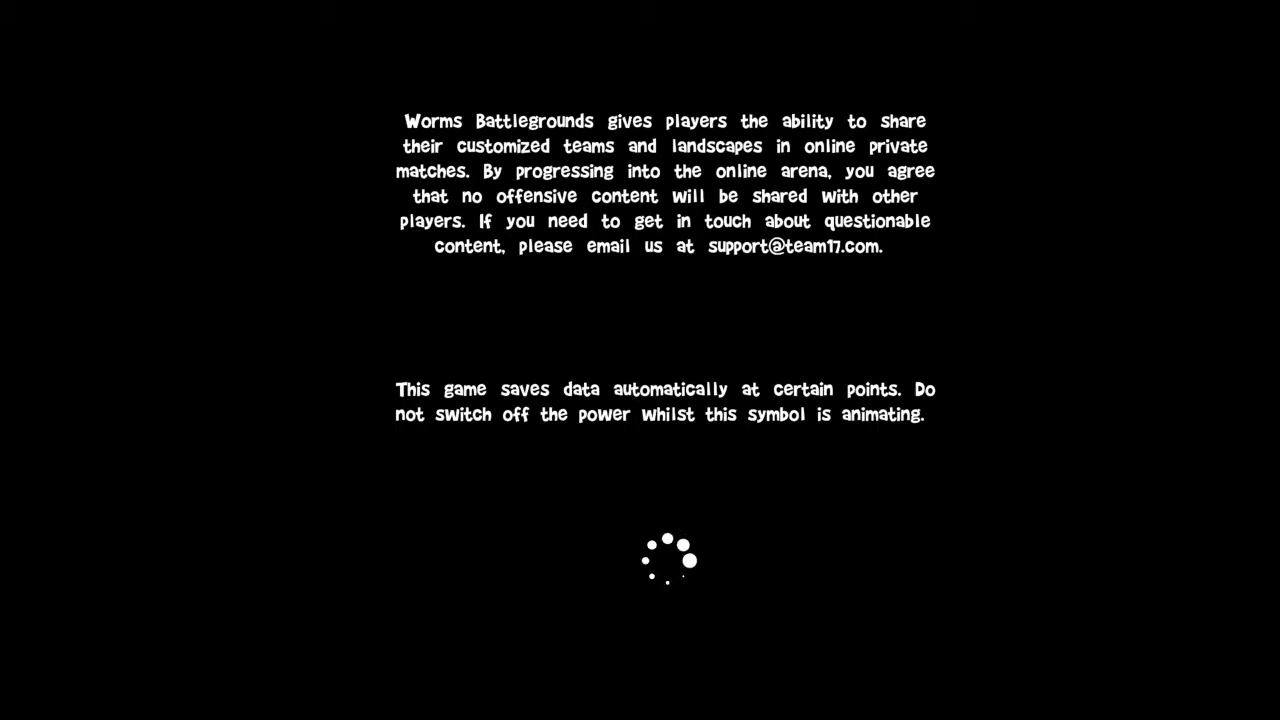 Worms Battlegrounds gives players the ability to share
their customized teams and landscapes in online private
matches. By progressing into the online arena, you agree
that no offensive content will be shared with other
players. If you need to get in touch about questionable
content, please email us at support@team17.com.
This game saves data automatically at certain points. Do
not switch off the power whilst this symbol is animating.